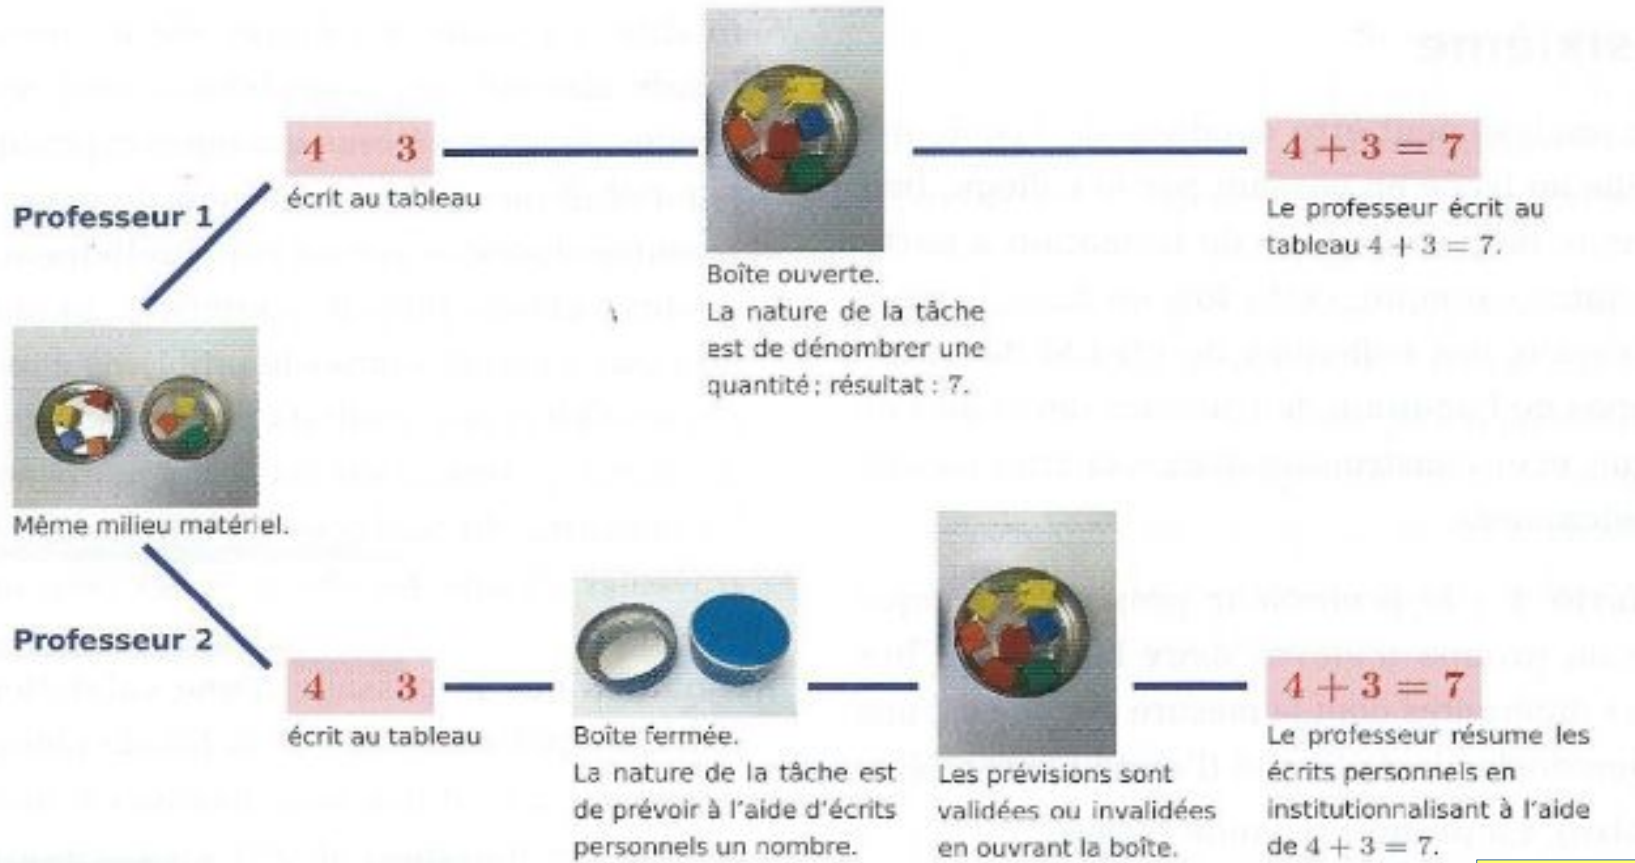 Professeur 1
4 3
écrit au tableau
Boîte ouverte.
La nature de la tâche
est de dénombrer une
quantité ; résultat : 7.
4 + 3 = 7
Le professeur écrit au
tableau 4 + 3 = 7.
Même milieu matériel.
Professeur 2
4 3
écrit au tableau
Boîte fermée.
La nature de la tâche est
de prévoir à l'aide d'écrits
personnels un nombre.
Les prévisions sont
validées ou invalidées
en ouvrant la boîte.
4 + 3 = 7
Le professeur résume les
écrits personnels en
institutionnalisant à l'aide
de 4 + 3 = 7.